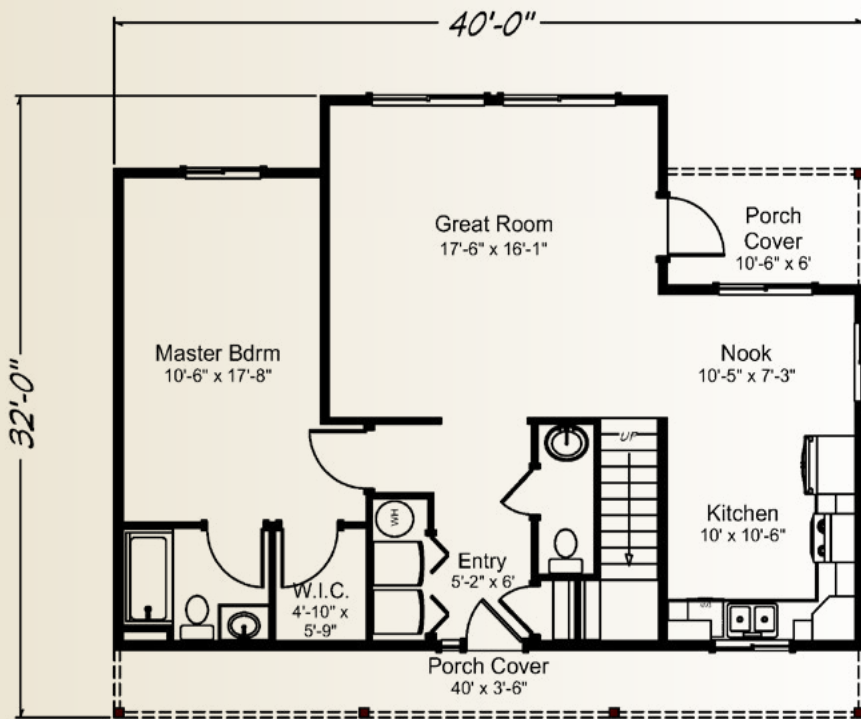 40'-0"
32'-0"
Great Room
17'-6" x 16'-1"
Porch
Cover
10'-6" x 6'
Master Bdrm
10'-6" x 17'-8"
Nook
10'-5" x 7'-3"
UP
WH
Kitchen
10' x 10'-6"
Entry
5'-2" x 6'
W.I.C.
4'-10" x
5'-9"
Porch Cover
40' x 3'-6"